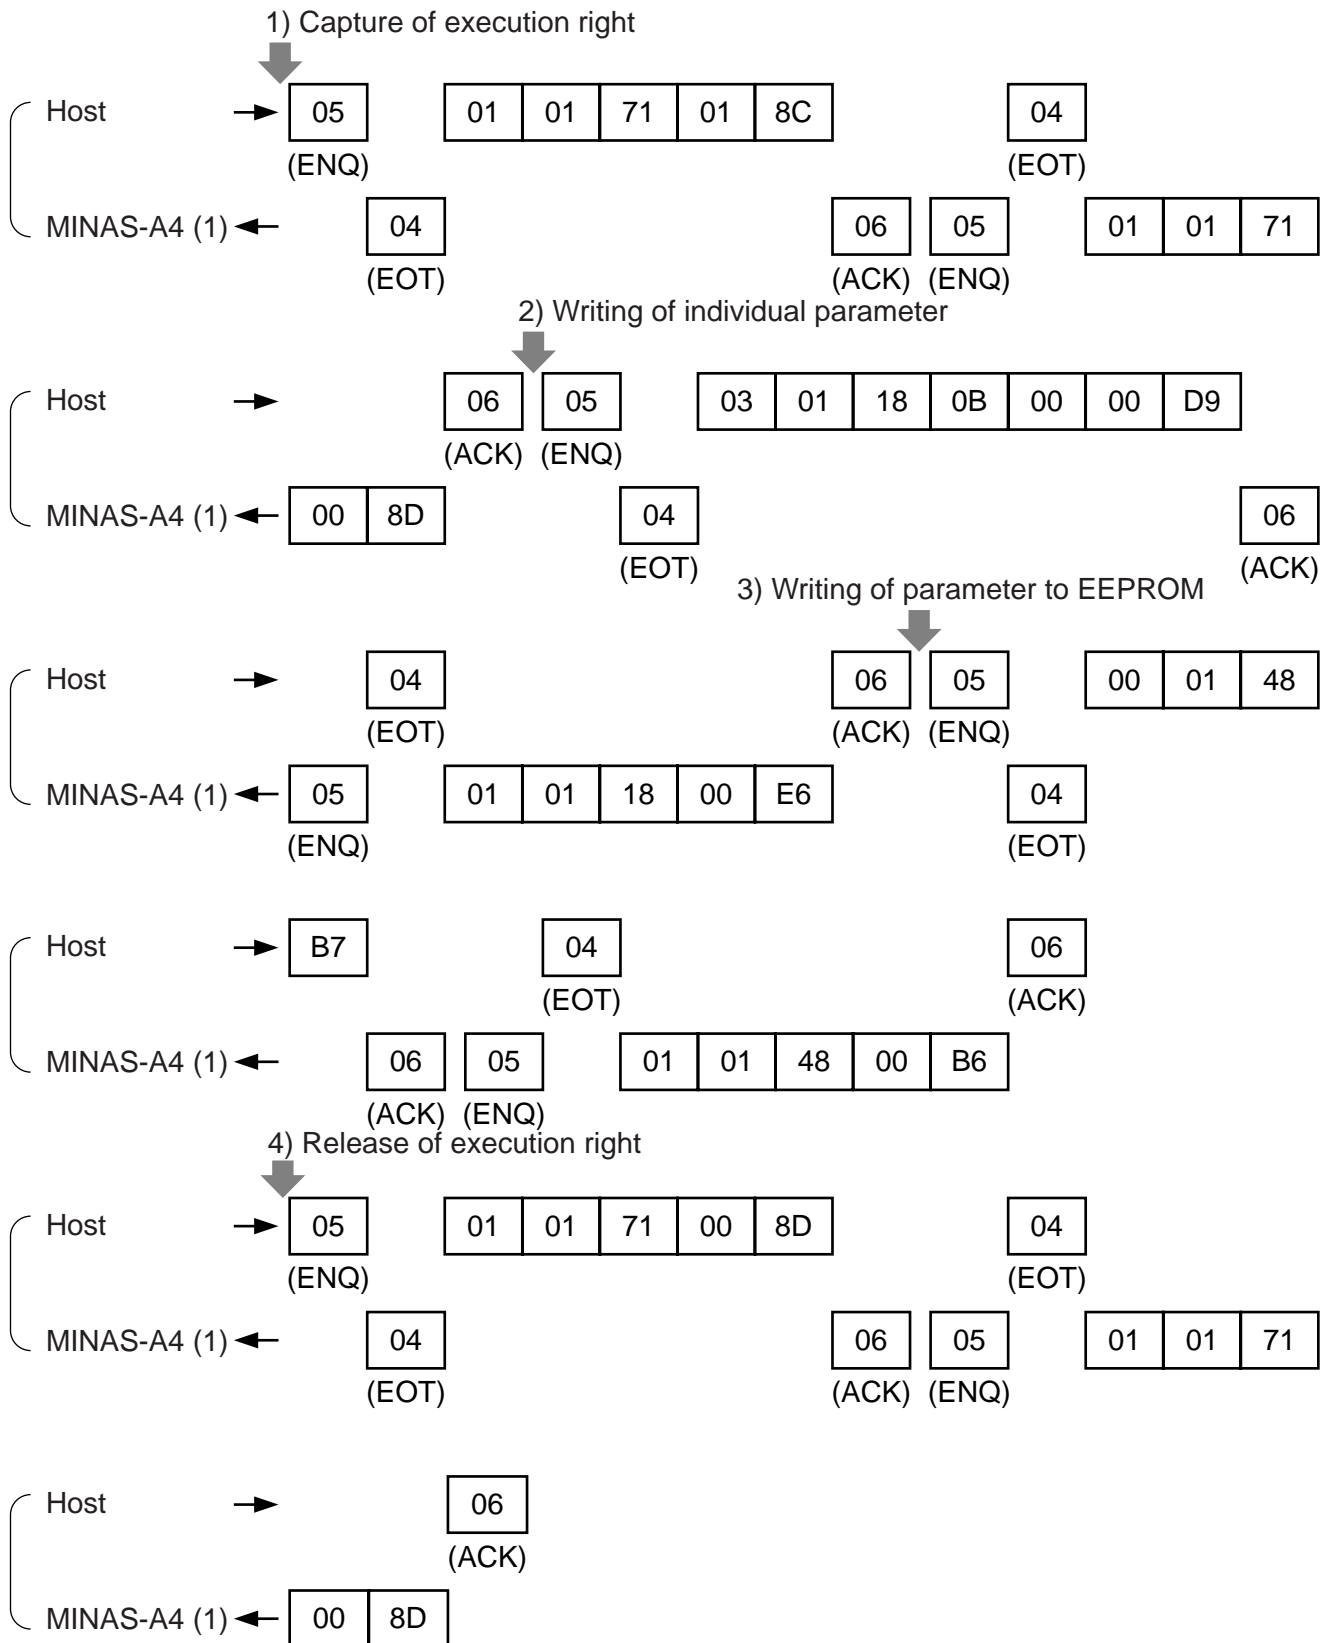 1) Capture of execution right
Host 05 01 01 71 01 8C 04
(ENQ) (EOT)
MINAS-A4 (1) 04 06 05 01 01 71
(EOT) (ACK) (ENQ)
2) Writing of individual parameter
Host 06 05 03 01 18 0B 00 00 D9
(ACK) (ENQ)
MINAS-A4 (1) 00 8D 04 06
(EOT) (ACK)
3) Writing of parameter to EEPROM
Host 04 06 05 00 01 48
(EOT) (ACK) (ENQ)
MINAS-A4 (1) 05 01 01 18 00 E6 04
(ENQ) (EOT)
Host B7 04 06
(EOT) (ACK)
MINAS-A4 (1) 06 05 01 01 48 00 B6
(ACK) (ENQ)
4) Release of execution right
Host 05 01 01 71 00 8D 04
(ENQ) (EOT)
MINAS-A4 (1) 04 06 05 01 01 71
(EOT) (ACK) (ENQ)
Host 06
(ACK)
MINAS-A4 (1) 00 8D